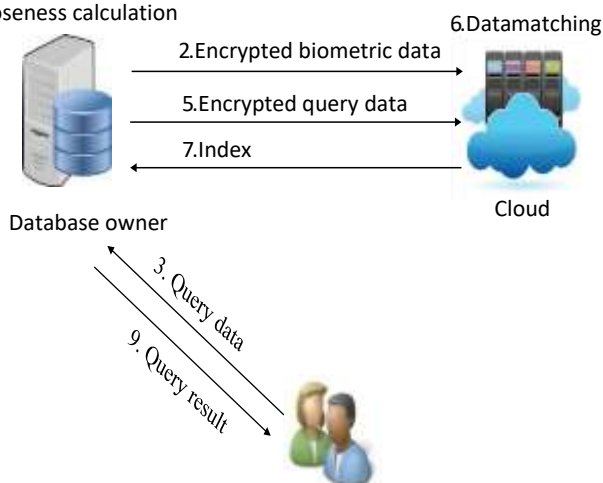 oseness calculation
6.Datamatching
2.Encrypted biometric data
5.Encrypted query data
7.Index
Cloud
Database owner
3. Query data
9. Query result